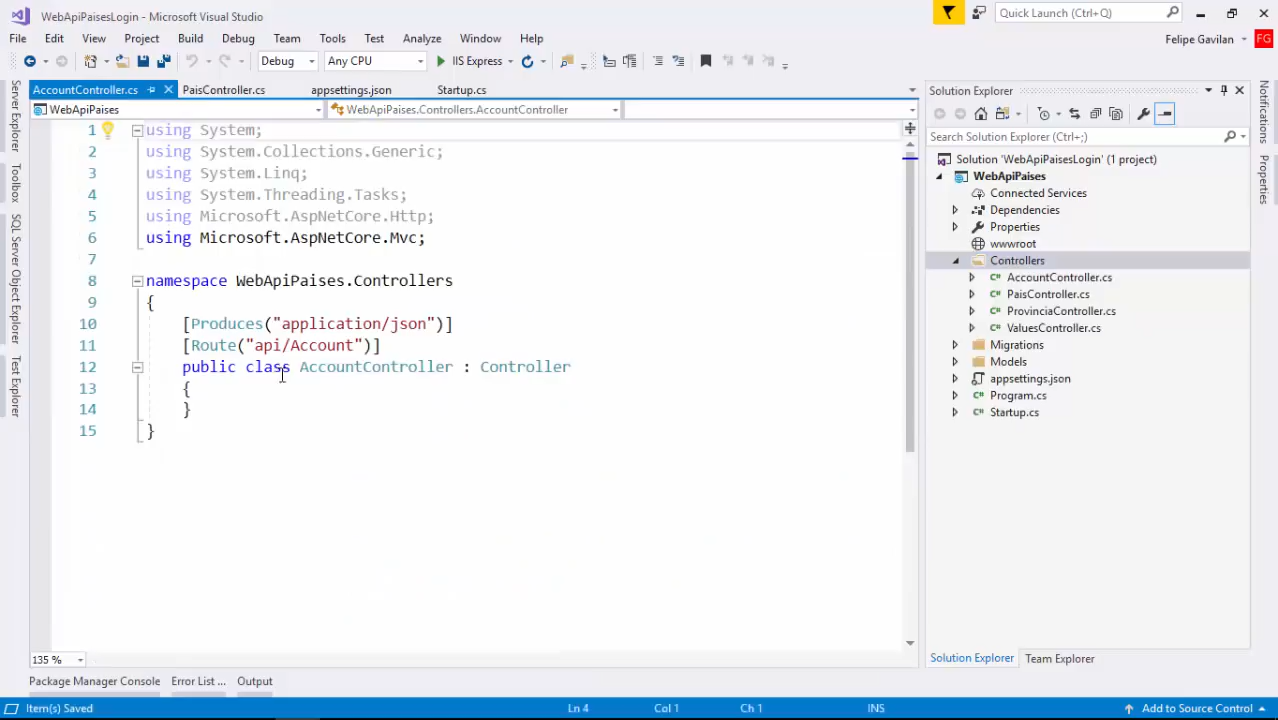 WebApiPaisesLogin - Microsoft Visual Studio
Quick Launch (Ctrl+Q)
File Edit View Project Build Debug Team Tools Test Analyze Window Help
Felipe Gavilan FG
Debug Any CPU IIS Express
AccountController.cs PaisController.cs appsettings.json Startup.cs
WebApiPaises WebApiPaises.Controllers.AccountController
1 using System;
2 using System.Collections.Generic;
3 using System.Linq;
4 using System.Threading.Tasks;
5 using Microsoft.AspNetCore.Http;
6 using Microsoft.AspNetCore.Mvc;
7
8 namespace WebApiPaises.Controllers
9 {
10 [Produces("application/json")]
11 [Route("api/Account")]
12 public class AccountController : Controller
13 {
14 }
15 }
135 %
Server Explorer
Toolbox
SQL Server Object Explorer
Test Explorer
Solution Explorer
Search Solution Explorer (Ctrl+;)
Solution 'WebApiPaisesLogin' (1 project)
WebApiPaises
Connected Services
Dependencies
Properties
wwwroot
Controllers
AccountController.cs
PaisController.cs
ProvinciaController.cs
ValuesController.cs
Migrations
Models
appsettings.json
Program.cs
Startup.cs
Solution Explorer Team Explorer
Notifications
Properties
Package Manager Console Error List ... Output
Item(s) Saved Ln 4 Col 1 Ch 1 INS Add to Source Control